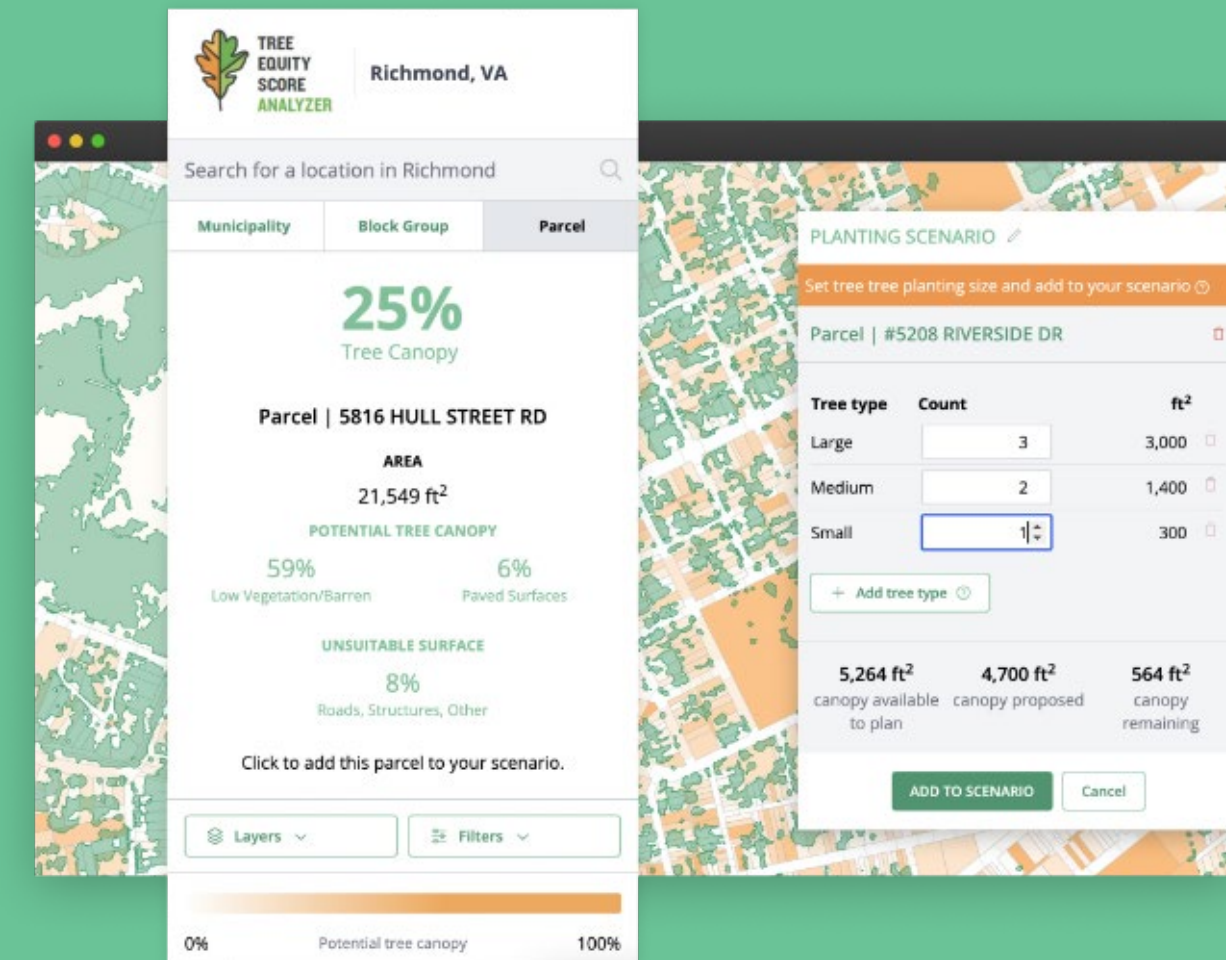 TREE
EQUITY
SCORE
ANALYZER
Richmond, VA
Search for a location in Richmond
Municipality Block Group Parcel
25%
Tree Canopy
Parcel | 5816 HULL STREET RD
AREA
21,549 ft²
POTENTIAL TREE CANOPY
59% 6%
Low Vegetation/Barren Paved Surfaces
UNSUITABLE SURFACE
8%
Roads, Structures, Other
Click to add this parcel to your scenario.
Layers Filters
0% Potential tree canopy 100%
PLANTING SCENARIO
Set tree tree planting size and add to your scenario
Parcel | #5208 RIVERSIDE DR
Tree type Count ft²
Large 3 3,000
Medium 2 1,400
Small 1 300
+ Add tree type
5,264 ft² 4,700 ft² 564 ft²
canopy available canopy proposed canopy
to plan remaining
ADD TO SCENARIO Cancel